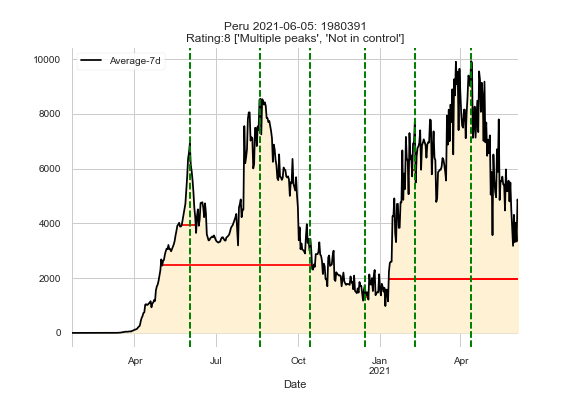 Peru 2021-06-05: 1980391
Rating:8 ['Multiple peaks', 'Not in control']
Average-7d
10000
8000
6000
4000
2000
0
Apr Jul Oct Jan Apr
2021
Date